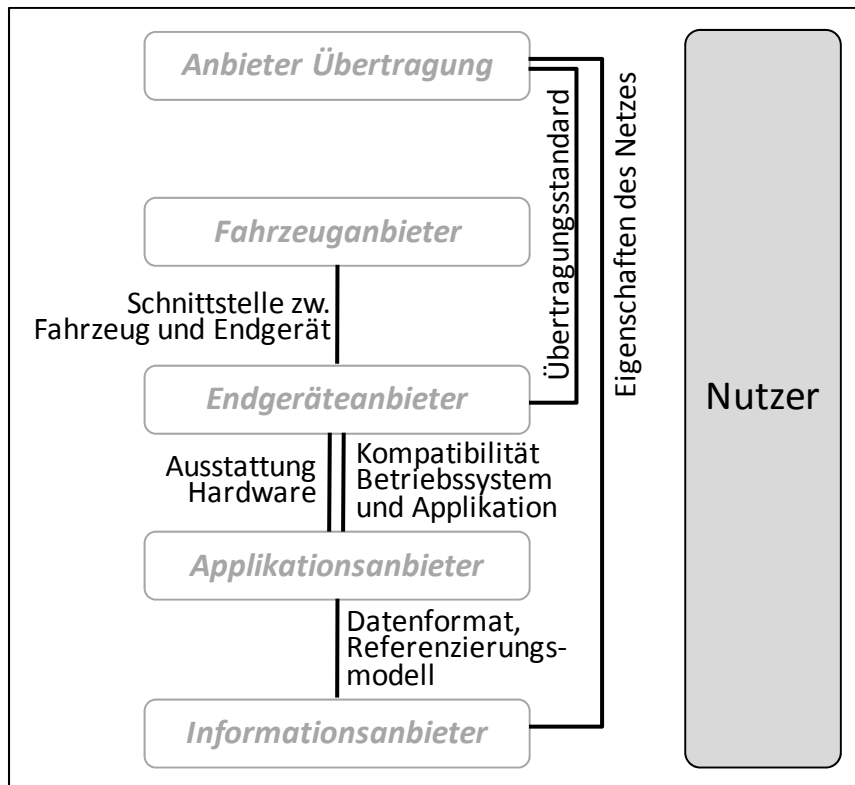 Anbieter Übertragung
Fahrzeuganbieter
Schnittstelle zw.
Fahrzeug und Endgerät
Endgeräteanbieter
Ausstattung
Hardware
Kompatibilität
Betriebssystem
und Applikation
Applikationsanbieter
Datenformat,
Referenzierungs-
modell
Informationsanbieter
Übertragungsstandard
Eigenschaften des Netzes
Nutzer